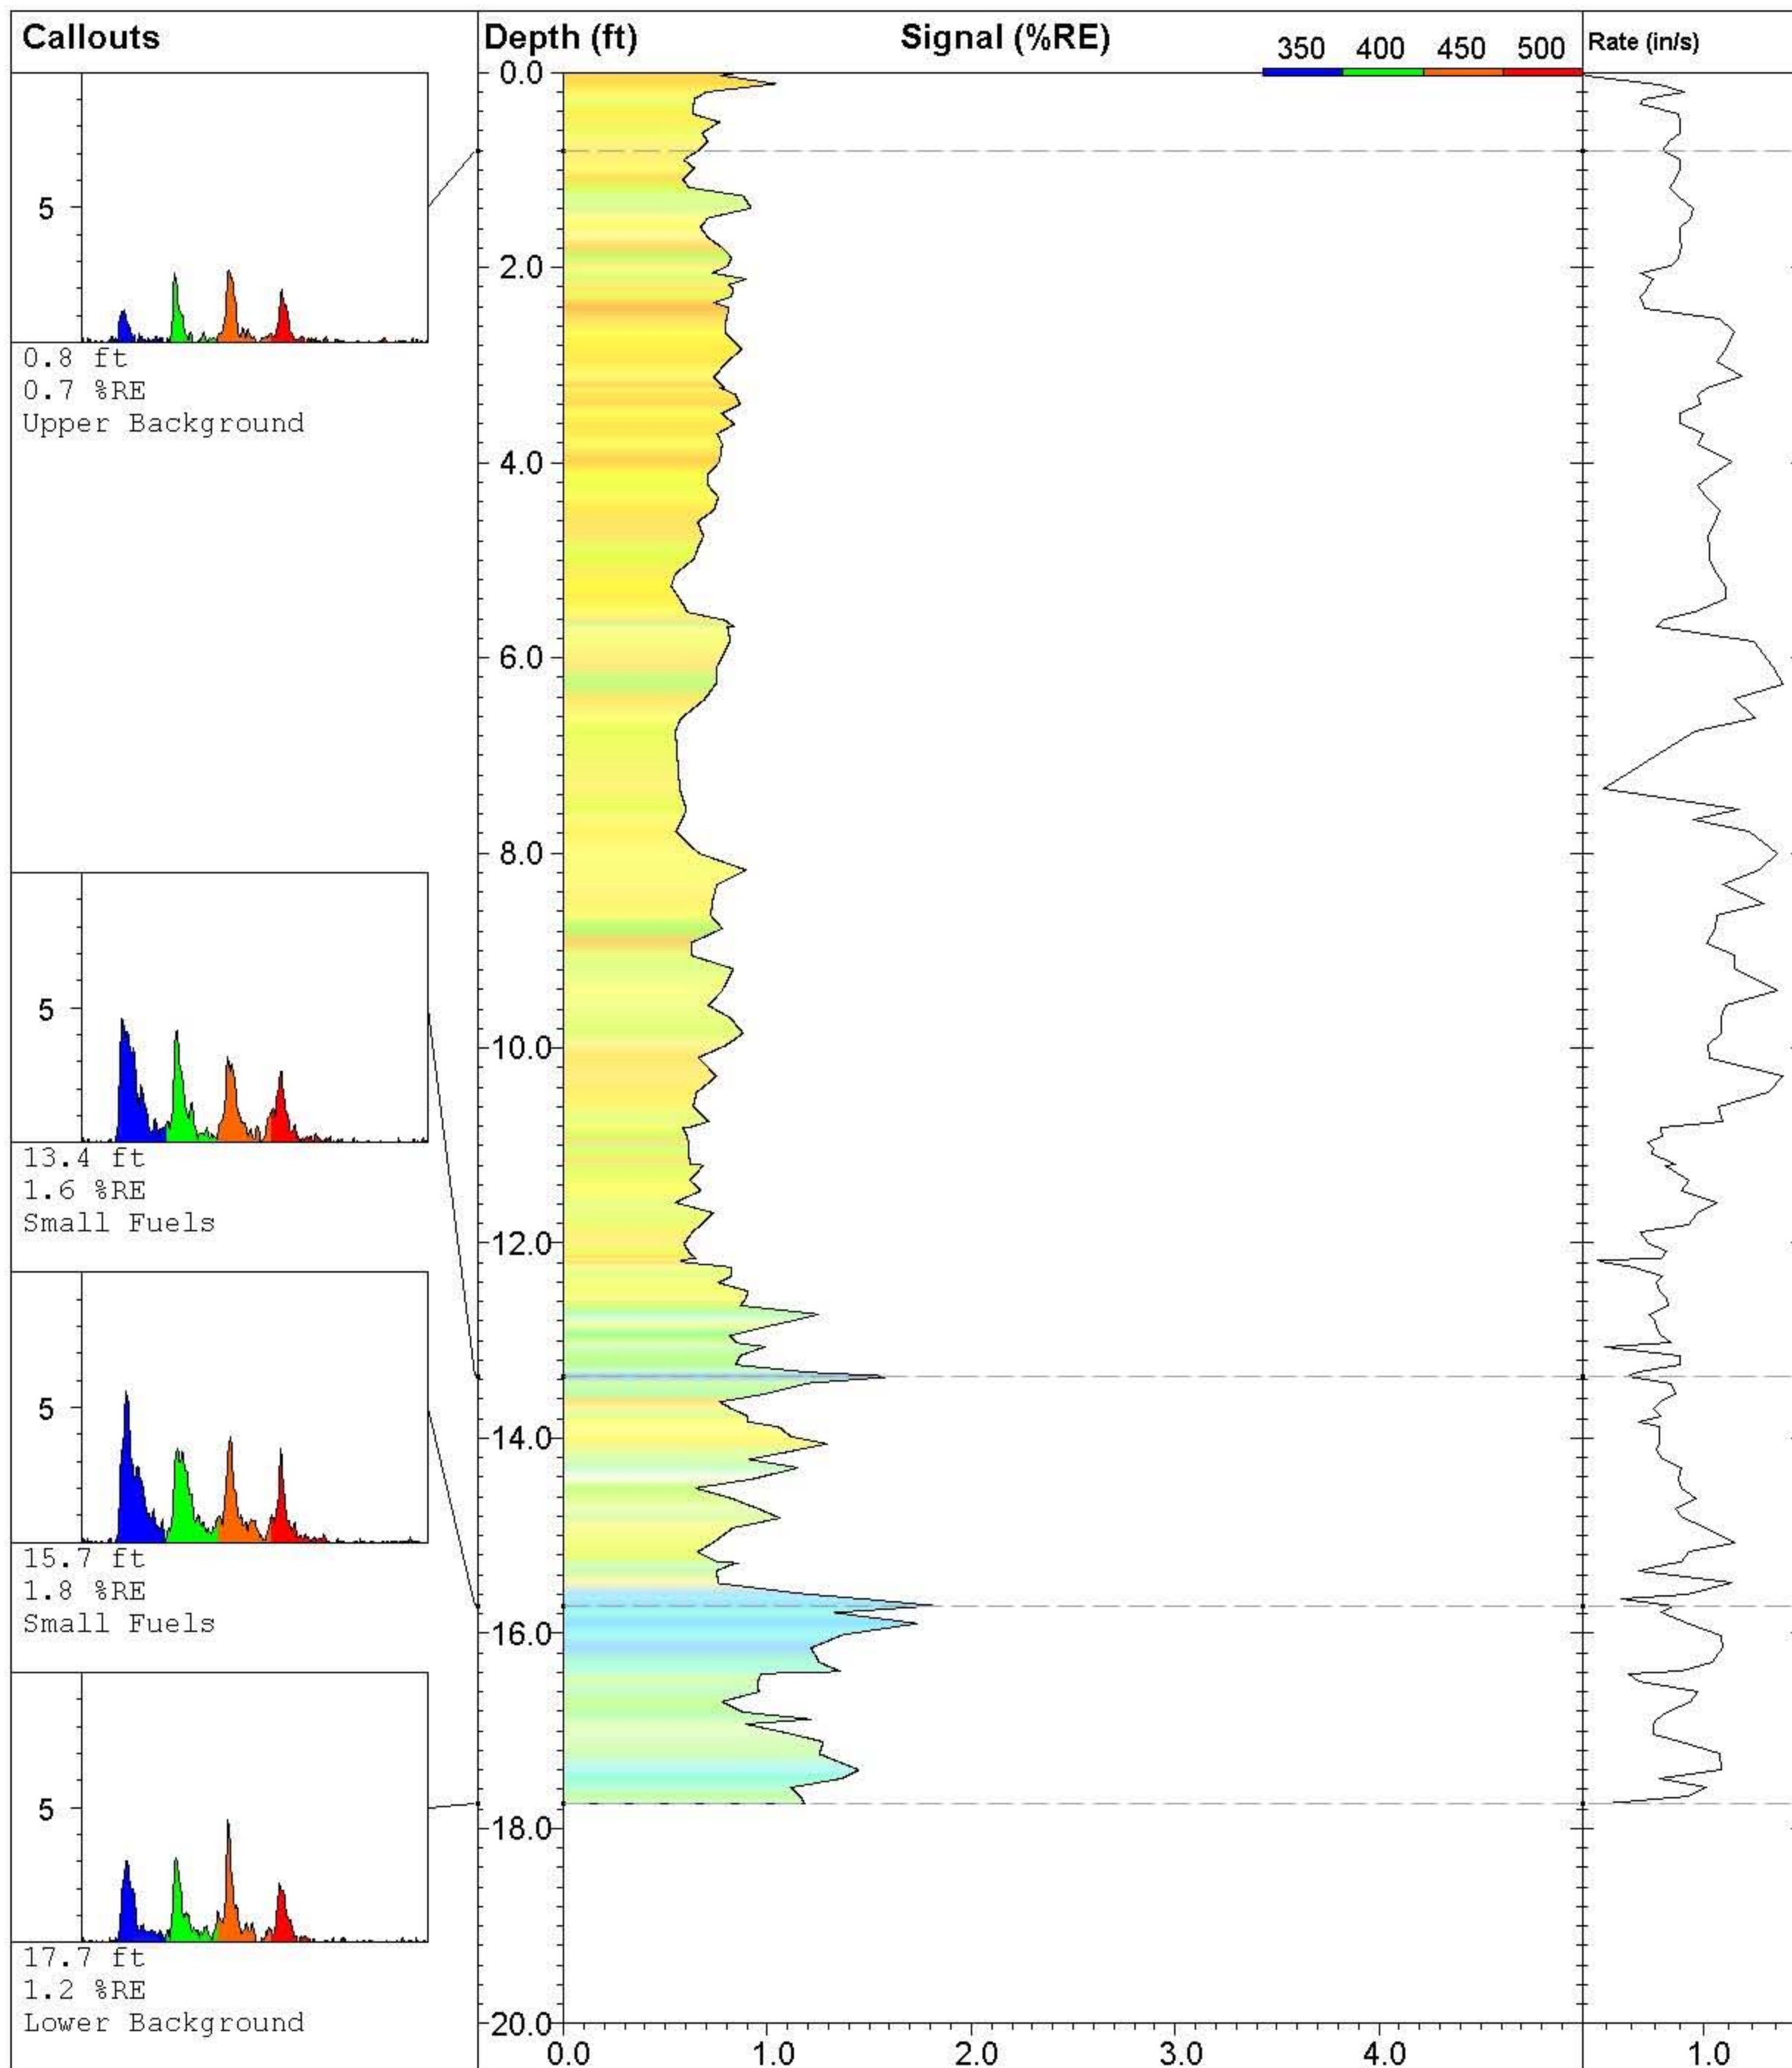 Callouts
Depth (ft)
Signal (%RE)
350 400 450 500
Rate (in/s)
5
0.8 ft
0.7 %RE
Upper Background
5
13.4 ft
1.6 %RE
Small Fuels
5
15.7 ft
1.8 %RE
Small Fuels
5
17.7 ft
1.2 %RE
Lower Background
0.0
2.0
4.0
6.0
8.0
10.0
12.0
14.0
16.0
18.0
20.0
0.0 1.0 2.0 3.0 4.0
1.0